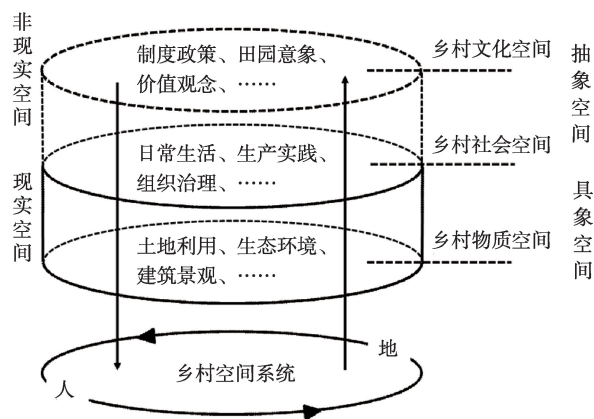 非现实空间
制度政策、田园意象、
价值观念、……
乡村文化空间
抽象空间
日常生活、生产实践、
组织治理、……
乡村社会空间
现实空间
土地利用、生态环境、
建筑景观、……
乡村物质空间
具象空间
地
乡村空间系统
人